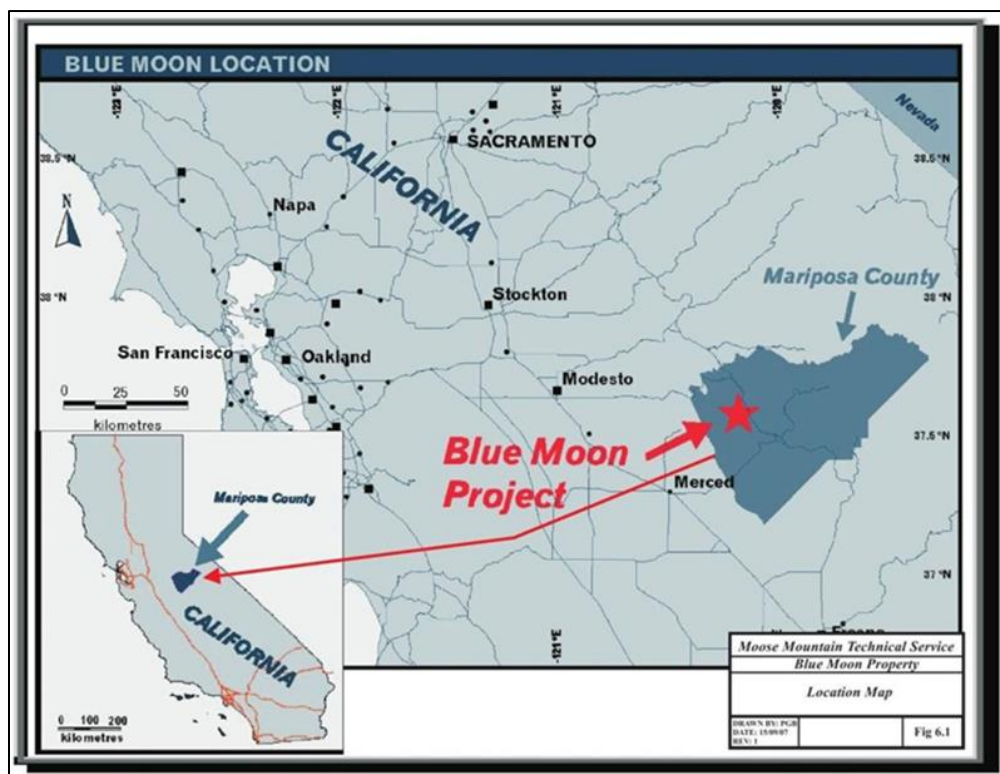 BLUE MOON LOCATION
-123 °E
-122 °E
-121 °E
-120 °E
Nevada
38.5 °N
38.5 °N
SACRAMENTO
CALIFORNIA
N
Napa
Mariposa County
38 °N
38 °N
Stockton
San Francisco
Oakland
Modesto
0 25 50
kilometres
37.5 °N
Blue Moon
Project
Merced
Mariposa County
37 °N
CALIFORNIA
-121 °E
Fresno
0 100 200
kilometres
Moose Mountain Technical Service
Blue Moon Property
Location Map
DRAWN BY: PGB
DATE: 15/09/07
REV: 1
Fig 6.1